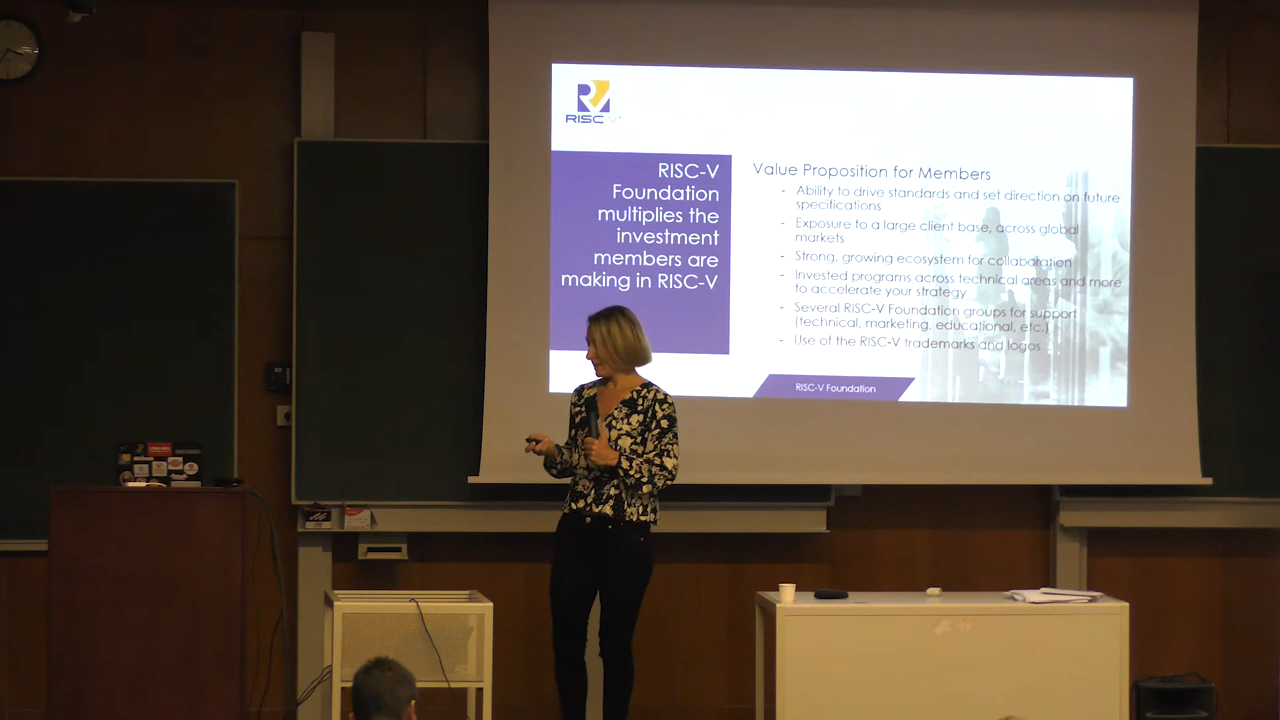 RISC-V
RISC-V
Foundation
multiplies the
investment
members are
making in RISC-V
Value Proposition for Members
- Ability to drive standards and set direction on future
specifications
- Exposure to a large client base, across global
markets
- Strong, growing ecosystem for collaboration
- Invested programs across technical areas and more
to accelerate your strategy
- Several RISC-V Foundation groups for support
(technical, marketing, educational, etc.)
- Use of the RISC-V trademarks and logos
RISC-V Foundation